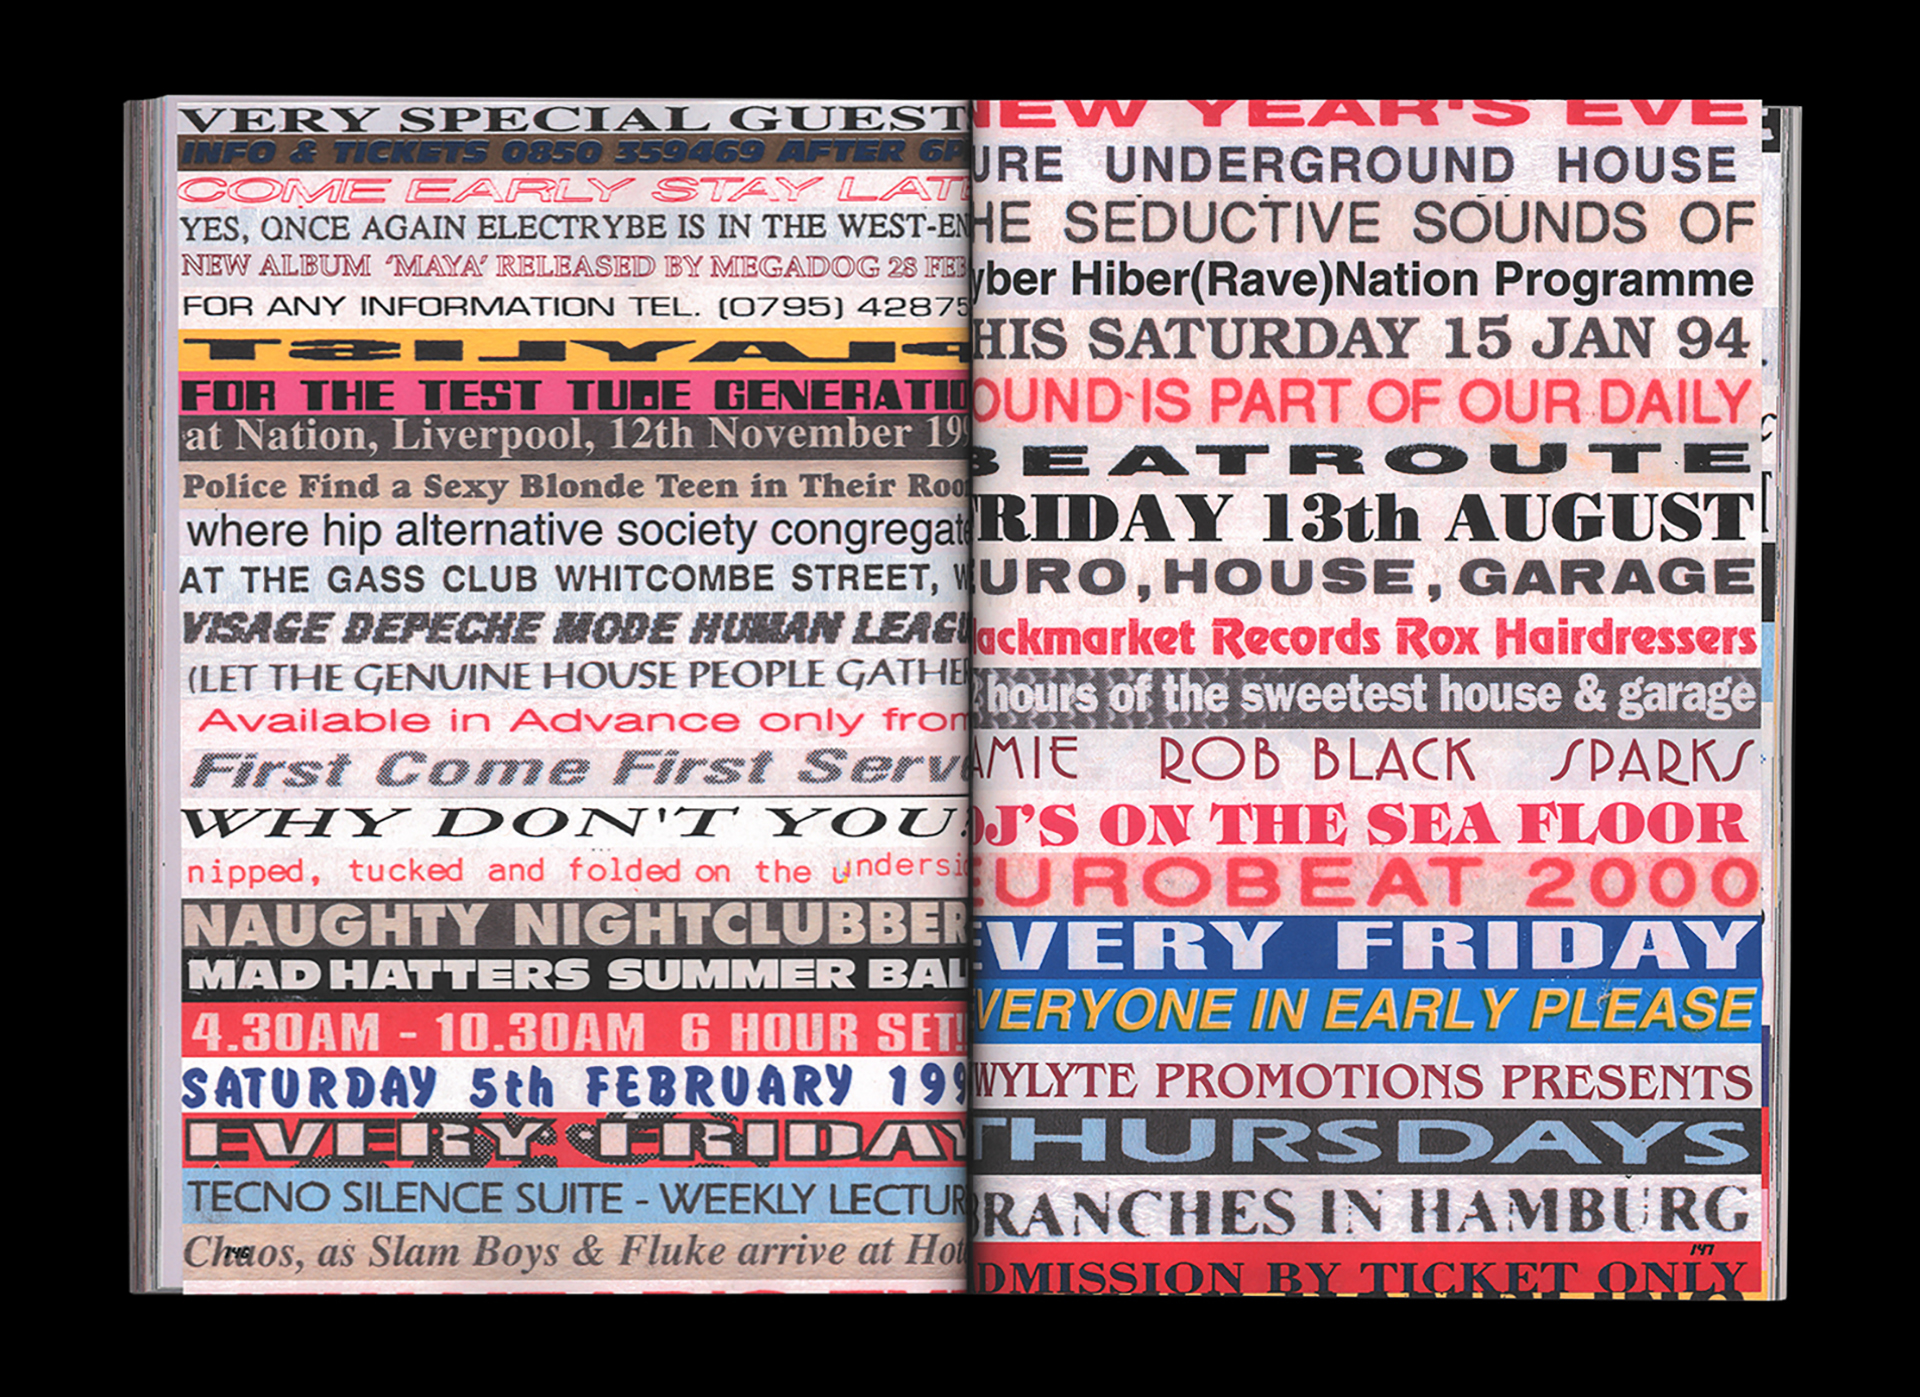 VERY SPECIAL GUEST
INFO & TICKETS 0850 359469 AFTER 6P
COME EARLY STAY LATE
YES, ONCE AGAIN ELECTRYBE IS IN THE WEST-EN
NEW ALBUM 'MAYA' RELEASED BY MEGADOG 28 FEB
FOR ANY INFORMATION TEL. (0795) 42875
PLAYLIST
FOR THE TEST TUBE GENERATIO
at Nation, Liverpool, 12th November 199
Police Find a Sexy Blonde Teen in Their Roo
where hip alternative society congregate
AT THE GASS CLUB WHITCOMBE STREET, W
VISAGE DEPECHE MODE HUMAN LEAGU
(LET THE GENUINE HOUSE PEOPLE GATHER
Available in Advance only from
First Come First Serve
WHY DON'T YOU?
nipped, tucked and folded on the undersi
NAUGHTY NIGHTCLUBBER
MAD HATTERS SUMMER BAL
4.30AM - 10.30AM 6 HOUR SET!
SATURDAY 5th FEBRUARY 199
EVERY FRIDAY
TECNO SILENCE SUITE - WEEKLY LECTUR
Chaos, as Slam Boys & Fluke arrive at Hot
146
NEW YEAR'S EVE
URE UNDERGROUND HOUSE
HE SEDUCTIVE SOUNDS OF
yber Hiber(Rave)Nation Programme
HIS SATURDAY 15 JAN 94
OUND IS PART OF OUR DAILY
BEATROUTE
FRIDAY 13th AUGUST
EURO, HOUSE, GARAGE
lackmarket Records Rox Hairdressers
hours of the sweetest house & garage
AMIE ROB BLACK SPARKS
DJ'S ON THE SEA FLOOR
EUROBEAT 2000
EVERY FRIDAY
VERYONE IN EARLY PLEASE
WYLYTE PROMOTIONS PRESENTS
THURSDAYS
BRANCHES IN HAMBURG
147
DMISSION BY TICKET ONLY